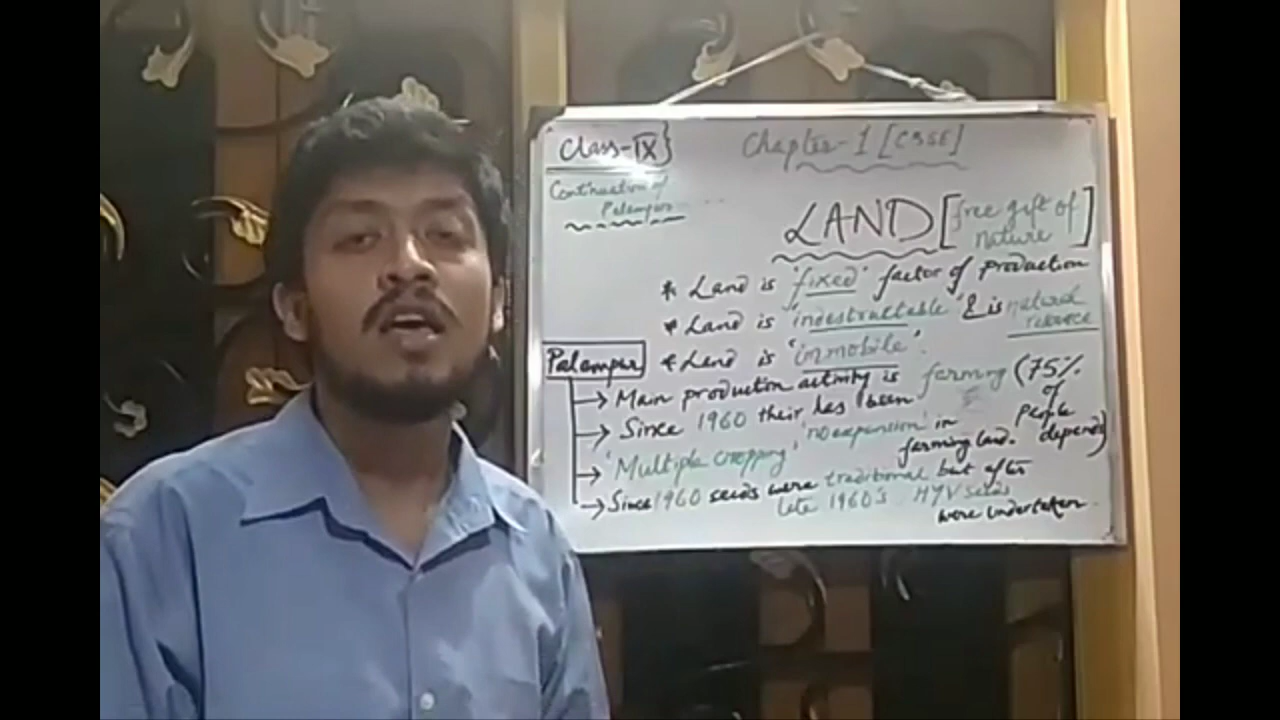 Class-IX}
Chapter-1 [CBSE]
Continuation of
Palampur.....
LAND [free gift of
nature]
* Land is 'fixed' factor of production
* Land is 'indestructable' & is natural
* Land is 'immobile'.
Palampur
→ Main production activity is farming (75%
of
people
depends)
→ Since 1960 their has been
'no expansion' in
farming land.
→ 'Multiple cropping'
→ Since 1960 seeds were traditional but after
late 1960's HYV seeds
were undertaken.